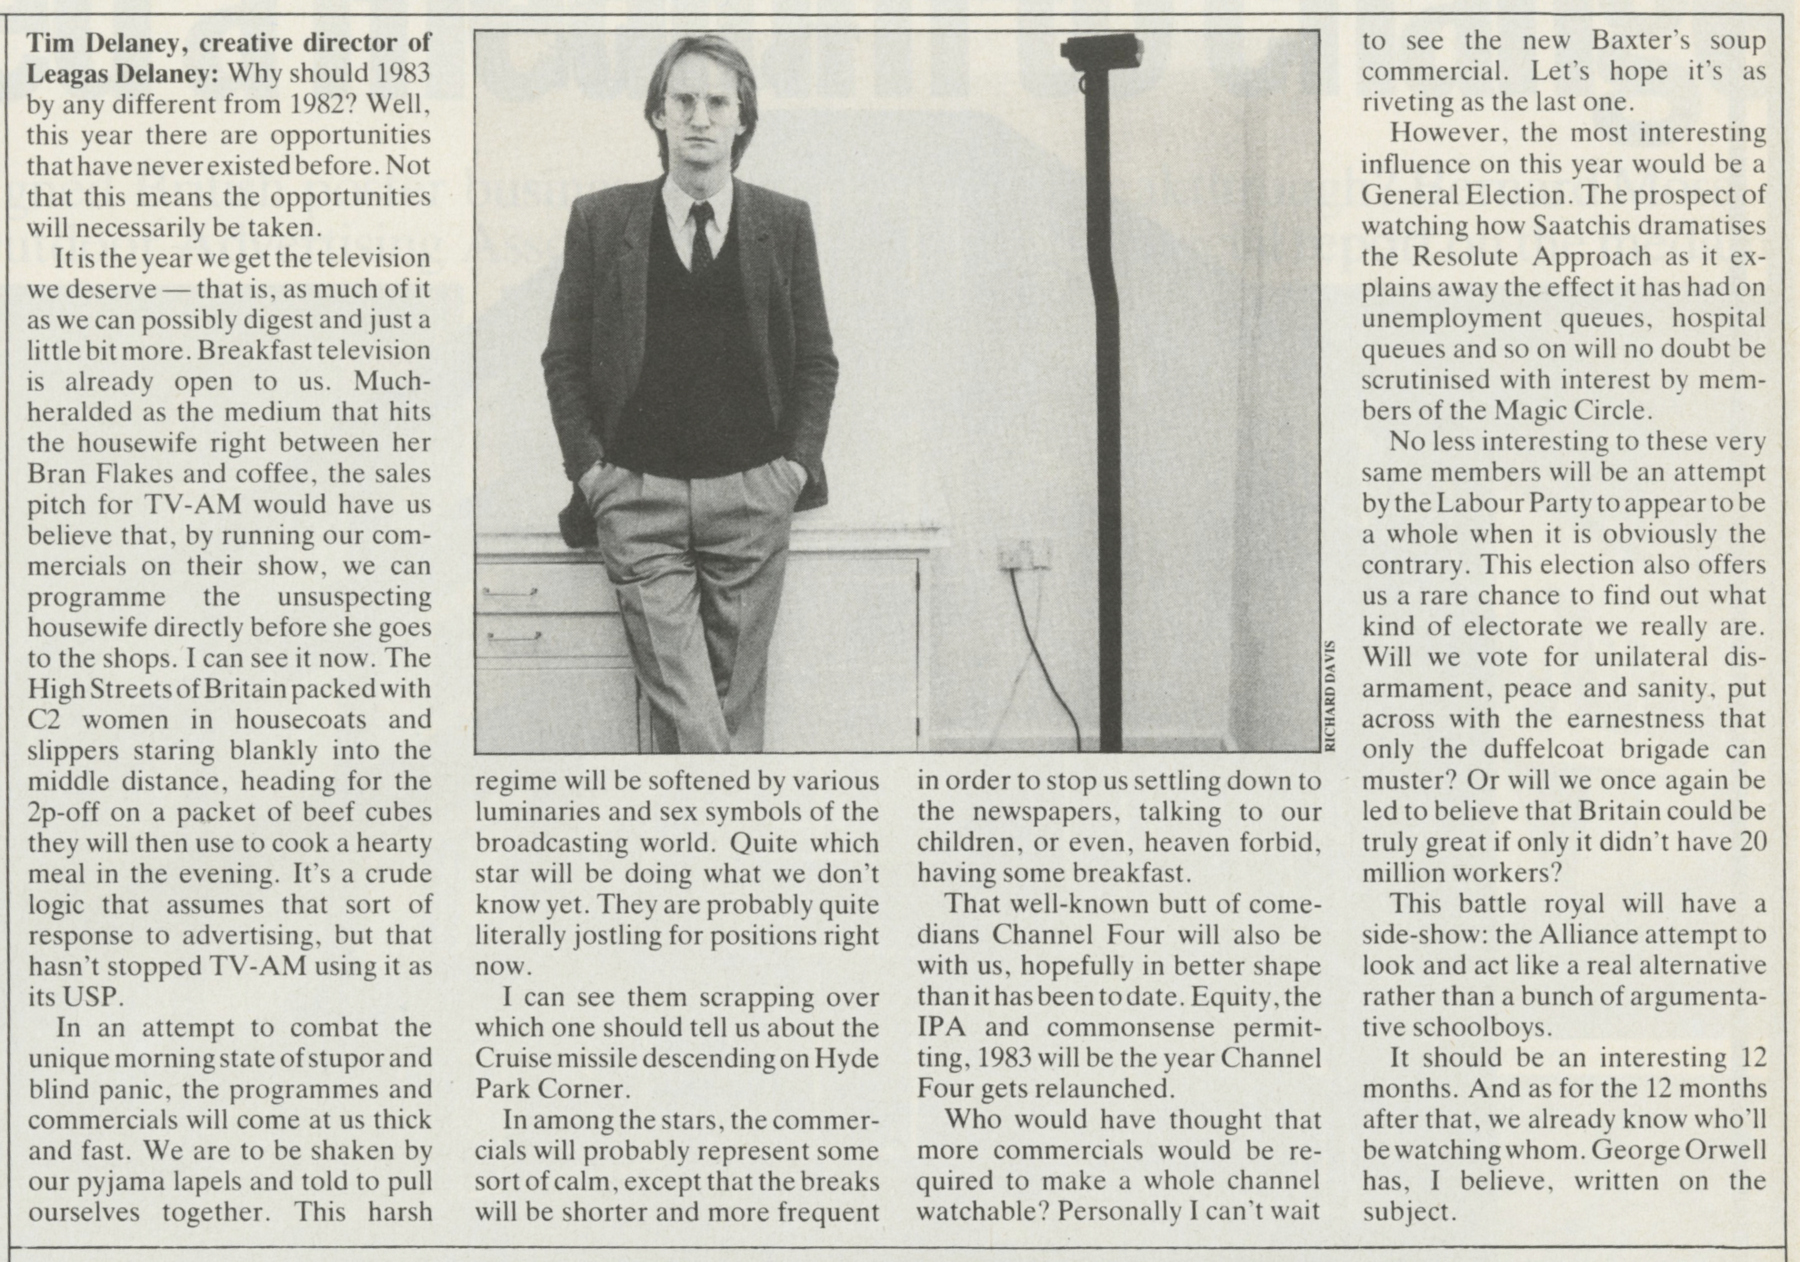 Tim Delaney, creative director of
Leagas Delaney: Why should 1983
by any different from 1982? Well,
this year there are opportunities
that have never existed before. Not
that this means the opportunities
will necessarily be taken.
It is the year we get the television
we deserve — that is, as much of it
as we can possibly digest and just a
little bit more. Breakfast television
is already open to us. Much-
heralded as the medium that hits
the housewife right between her
Bran Flakes and coffee, the sales
pitch for TV-AM would have us
believe that, by running our com-
mercials on their show, we can
programme the unsuspecting
housewife directly before she goes
to the shops. I can see it now. The
High Streets of Britain packed with
C2 women in housecoats and
slippers staring blankly into the
middle distance, heading for the
2p-off on a packet of beef cubes
they will then use to cook a hearty
meal in the evening. It's a crude
logic that assumes that sort of
response to advertising, but that
hasn't stopped TV-AM using it as
its USP.
In an attempt to combat the
unique morning state of stupor and
blind panic, the programmes and
commercials will come at us thick
and fast. We are to be shaken by
our pyjama lapels and told to pull
ourselves together. This harsh
regime will be softened by various
luminaries and sex symbols of the
broadcasting world. Quite which
star will be doing what we don't
know yet. They are probably quite
literally jostling for positions right
now.
I can see them scrapping over
which one should tell us about the
Cruise missile descending on Hyde
Park Corner.
In among the stars, the commer-
cials will probably represent some
sort of calm, except that the breaks
will be shorter and more frequent
in order to stop us settling down to
the newspapers, talking to our
children, or even, heaven forbid,
having some breakfast.
That well-known butt of come-
dians Channel Four will also be
with us, hopefully in better shape
than it has been to date. Equity, the
IPA and commonsense permit-
ting, 1983 will be the year Channel
Four gets relaunched.
Who would have thought that
more commercials would be re-
quired to make a whole channel
watchable? Personally I can't wait
RICHARD DAVIS
to see the new Baxter's soup
commercial. Let's hope it's as
riveting as the last one.
However, the most interesting
influence on this year would be a
General Election. The prospect of
watching how Saatchis dramatises
the Resolute Approach as it ex-
plains away the effect it has had on
unemployment queues, hospital
queues and so on will no doubt be
scrutinised with interest by mem-
bers of the Magic Circle.
No less interesting to these very
same members will be an attempt
by the Labour Party to appear to be
a whole when it is obviously the
contrary. This election also offers
us a rare chance to find out what
kind of electorate we really are.
Will we vote for unilateral dis-
armament, peace and sanity, put
across with the earnestness that
only the duffelcoat brigade can
muster? Or will we once again be
led to believe that Britain could be
truly great if only it didn't have 20
million workers?
This battle royal will have a
side-show: the Alliance attempt to
look and act like a real alternative
rather than a bunch of argumenta-
tive schoolboys.
It should be an interesting 12
months. And as for the 12 months
after that, we already know who'll
be watching whom. George Orwell
has, I believe, written on the
subject.